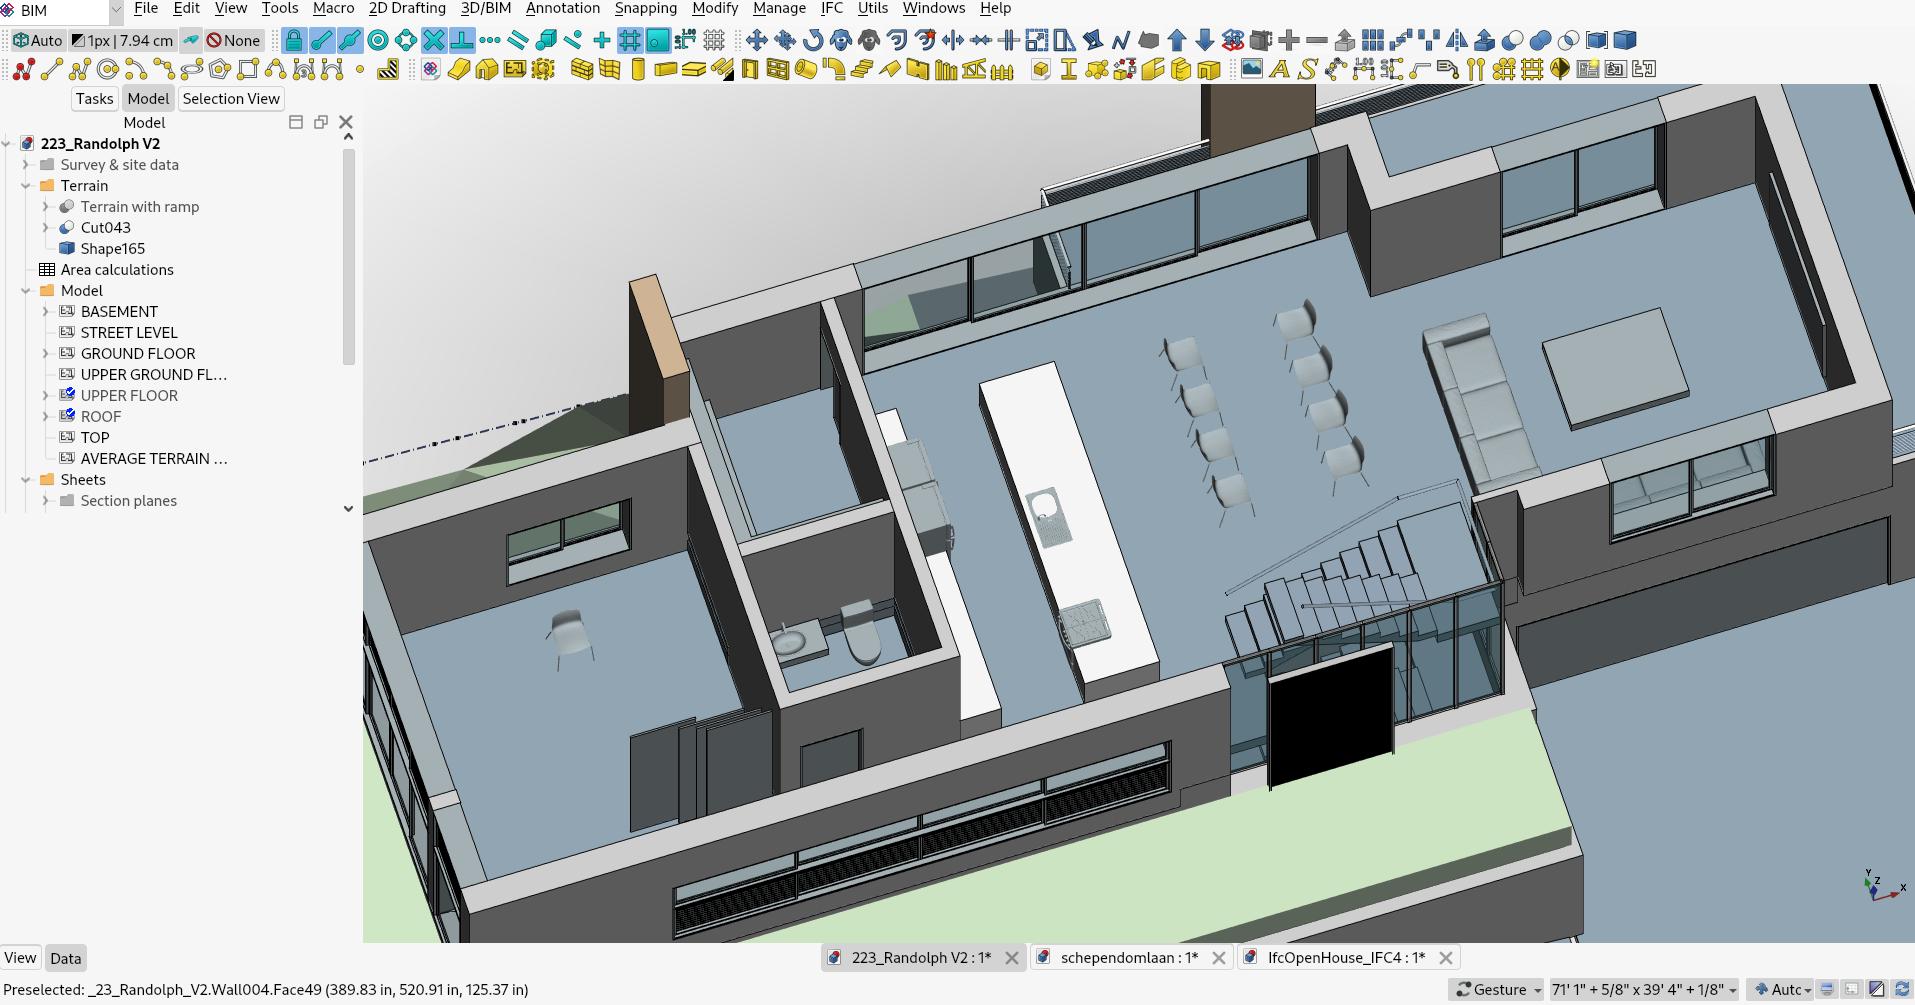 BIM File Edit View Tools Macro 2D Drafting 3D/BIM Annotation Snapping Modify Manage IFC Utils Windows Help
Auto 1px | 7.94 cm None
Tasks Model Selection View
Model
223_Randolph V2
Survey & site data
Terrain
Terrain with ramp
Cut043
Shape165
Area calculations
Model
BASEMENT
STREET LEVEL
GROUND FLOOR
UPPER GROUND FL...
UPPER FLOOR
ROOF
TOP
AVERAGE TERRAIN ...
Sheets
Section planes
Y
Z
X
View Data 223_Randolph V2 : 1* schependomlaan : 1* IfcOpenHouse_IFC4 : 1*
Preselected: _23_Randolph_V2.Wall004.Face49 (389.83 in, 520.91 in, 125.37 in) Gesture 71' 1" + 5/8" x 39' 4" + 1/8" Autc